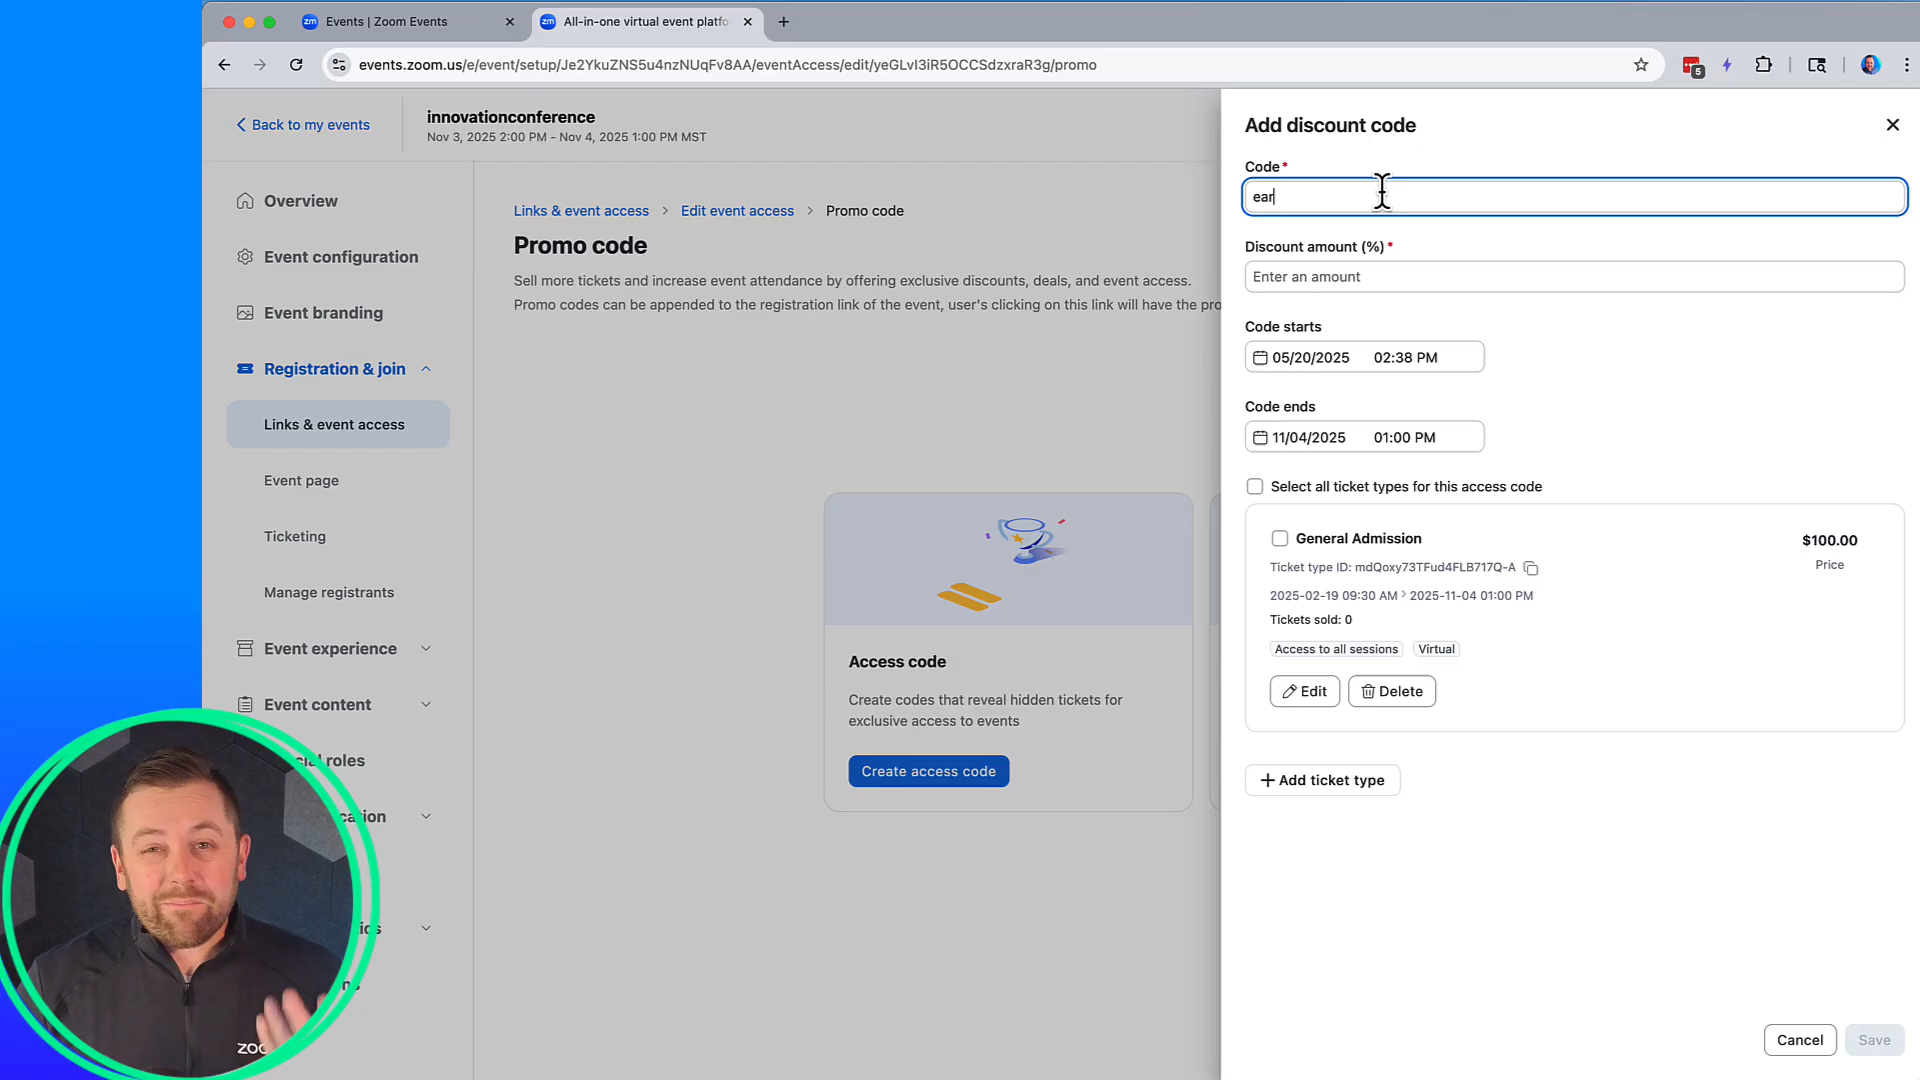 Events | Zoom Events
All-in-one virtual event platfo
events.zoom.us/e/event/setup/Je2YkuZNS5u4nzNUqFv8AA/eventAccess/edit/yeGLvI3iR5OCCSdzxraR3g/promo
5
Back to my events
innovationconference
Nov 3, 2025 2:00 PM - Nov 4, 2025 1:00 PM MST
Overview
Event configuration
Event branding
Registration & join
Links & event access
Event page
Ticketing
Manage registrants
Event experience
Event content
cial roles
cation
ics
ns
Links & event access > Edit event access > Promo code
Promo code
Sell more tickets and increase event attendance by offering exclusive discounts, deals, and event access.
Promo codes can be appended to the registration link of the event, user's clicking on this link will have the pro
Access code
Create codes that reveal hidden tickets for
exclusive access to events
Create access code
Add discount code
Code*
ear
Discount amount (%) *
Enter an amount
Code starts
05/20/2025 02:38 PM
Code ends
11/04/2025 01:00 PM
Select all ticket types for this access code
General Admission
$100.00
Price
Ticket type ID: mdQoxy73TFud4FLB717Q-A
2025-02-19 09:30 AM > 2025-11-04 01:00 PM
Tickets sold: 0
Access to all sessions Virtual
Edit Delete
+ Add ticket type
Cancel Save